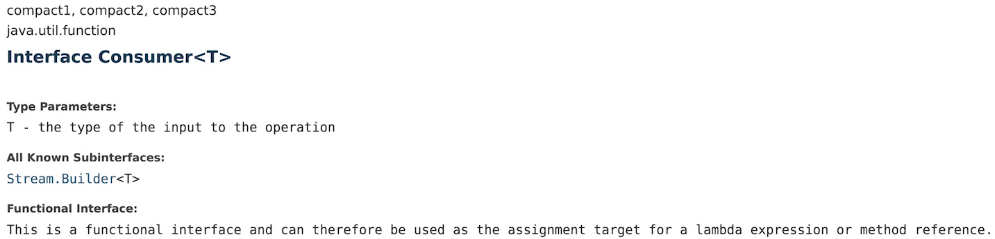 compact1, compact2, compact3
java.util.function
Interface Consumer<T>
Type Parameters:
T - the type of the input to the operation
All Known Subinterfaces:
Stream.Builder<T>
Functional Interface:
This is a functional interface and can therefore be used as the assignment target for a lambda expression or method reference.